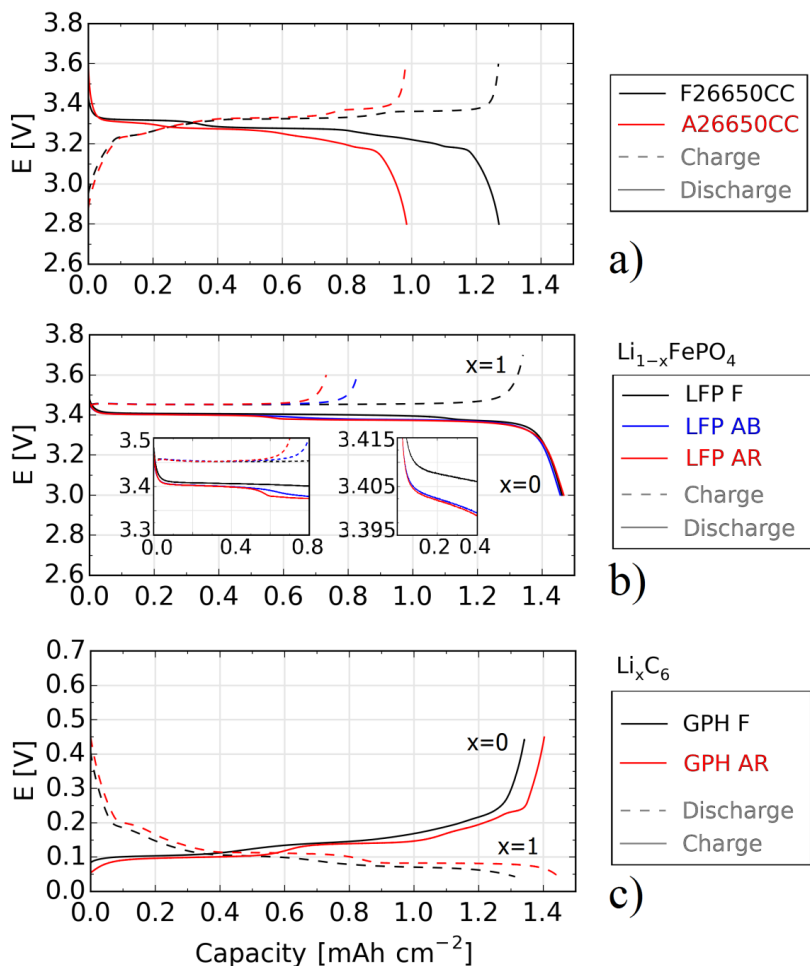 3.8
3.6
3.4
3.2
3.0
2.8
2.6
E [V]
0.0 0.2 0.4 0.6 0.8 1.0 1.2 1.4
F26650CC
A26650CC
Charge
Discharge
a)
3.8
3.6
3.4
3.2
3.0
2.8
2.6
E [V]
x=1
x=0
3.5
3.4
3.3
0.0 0.4 0.8
3.415
3.405
3.395
0.2 0.4
0.0 0.2 0.4 0.6 0.8 1.0 1.2 1.4
Li₁₋ₓFePO₄
LFP F
LFP AB
LFP AR
Charge
Discharge
b)
0.7
0.6
0.5
0.4
0.3
0.2
0.1
0.0
E [V]
x=0
x=1
0.0 0.2 0.4 0.6 0.8 1.0 1.2 1.4
Capacity [mAh cm⁻²]
LiₓC₆
GPH F
GPH AR
Discharge
Charge
c)